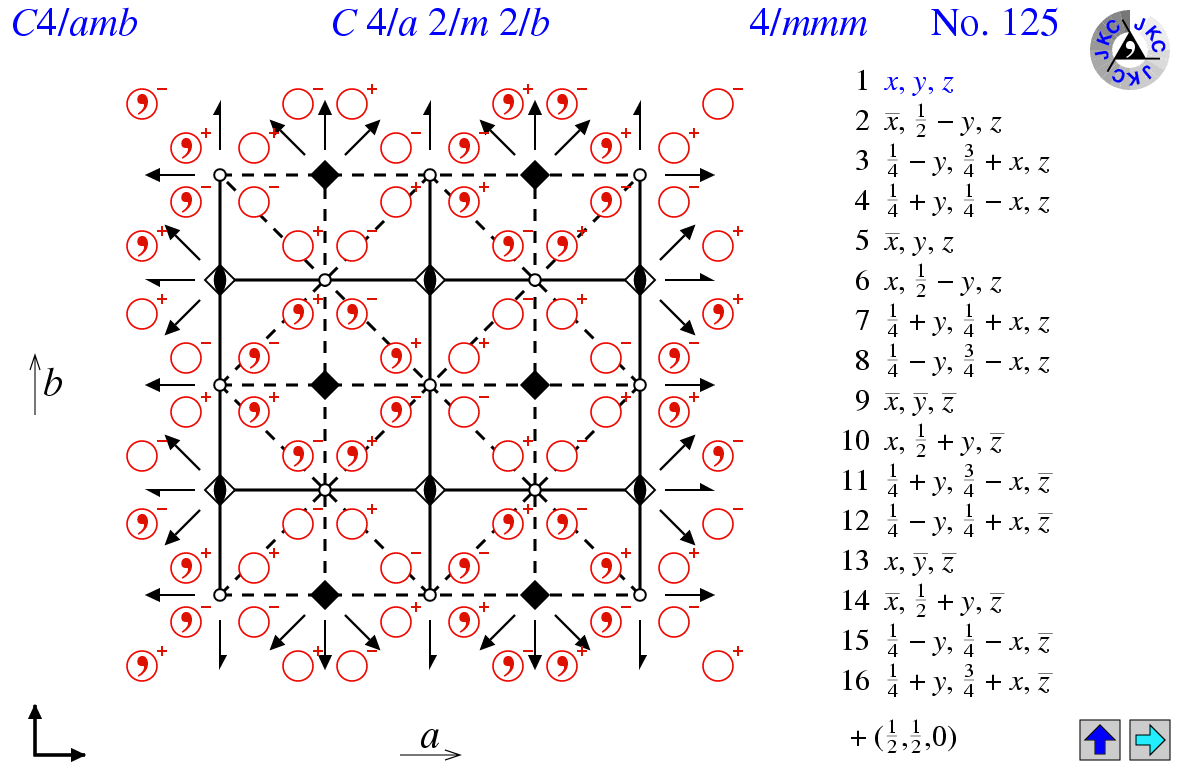 C4/amb C 4/a 2/m 2/b 4/mmm No. 125
JKC JKC JKC
1 x, y, z
2 x̅, 1/2 − y, z
3 1/4 − y, 3/4 + x, z
4 1/4 + y, 1/4 − x, z
5 x̅, y, z
6 x, 1/2 − y, z
7 1/4 + y, 1/4 + x, z
8 1/4 − y, 3/4 − x, z
9 x̅, y̅, z̅
10 x, 1/2 + y, z̅
11 1/4 + y, 3/4 − x, z̅
12 1/4 − y, 1/4 + x, z̅
13 x, y̅, z̅
14 x̅, 1/2 + y, z̅
15 1/4 − y, 1/4 − x, z̅
16 1/4 + y, 3/4 + x, z̅
+ (1/2,1/2,0)
b
a